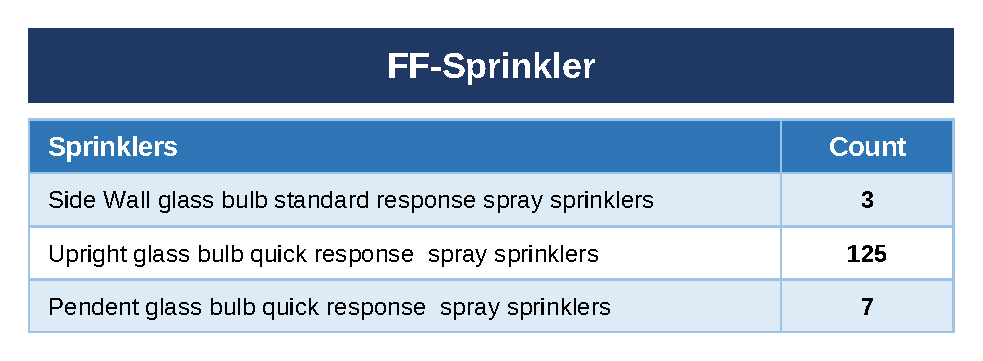 FF-Sprinkler
Sprinklers Count
Side Wall glass bulb standard response spray sprinklers 3
Upright glass bulb quick response  spray sprinklers 125
Pendent glass bulb quick response  spray sprinklers 7